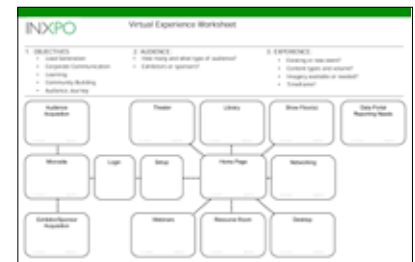 INXPO
Virtual Experience Worksheet
1. OBJECTIVES:
Lead Generation
Corporate Communication
Learning
Community Building
Audience Journey
2. AUDIENCE:
How many and what type of audience?
Exhibitors or sponsors?
3. EXPERIENCE:
Existing or new client?
Content types and volume?
Imagery available or needed?
Timeframe?
Audience
Acquisition
Theater
Library
Show Floor(s)
Data Portal
Reporting Needs
Microsite
Login
Setup
Home Page
Networking
Exhibitor/Sponsor
Acquisition
Webinars
Resource Room
Desktop